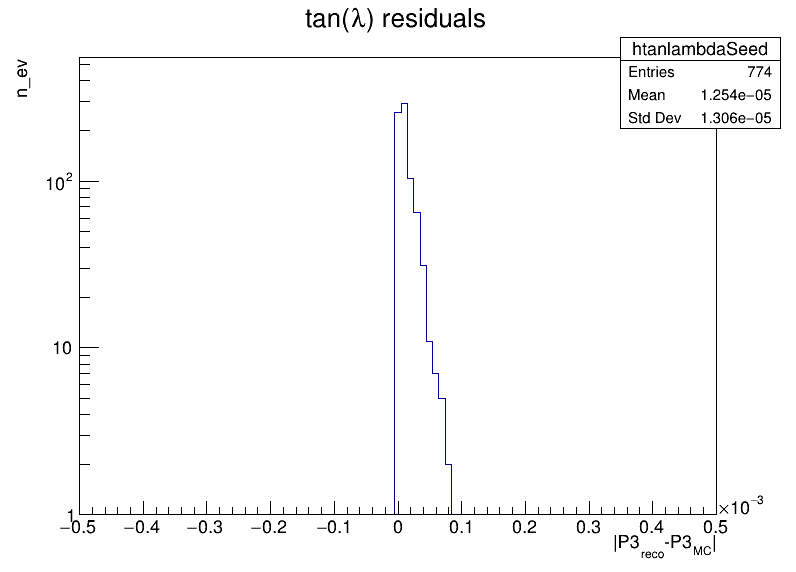 tan(λ) residuals
htanlambdaSeed
Entries 774
Mean 1.254e−05
Std Dev 1.306e−05
n_ev
10²
10
1
−0.5 −0.4 −0.3 −0.2 −0.1 0 0.1 0.2 0.3 0.4 0.5
×10⁻³
|P3reco-P3MC|